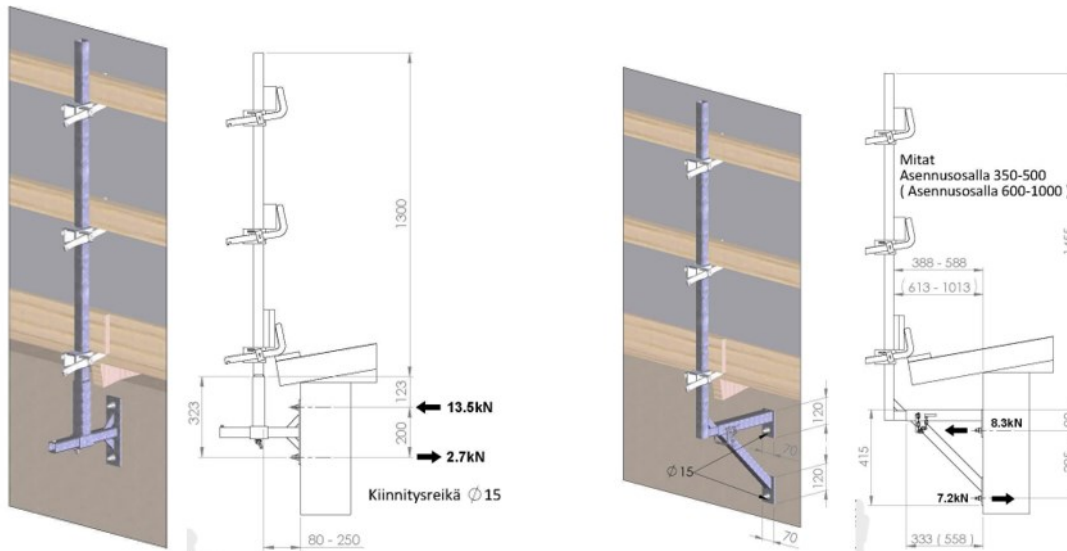 1300
323
123
200
13.5kN
2.7kN
Kiinnitysreikä ∅ 15
80 - 250
Mitat
Asennusosalla 350-500
( Asennusosalla 600-1000 )
388 - 588
( 613 - 1013 )
120
70
∅ 15
120
70
415
8.3kN
7.2kN
333 ( 558 )